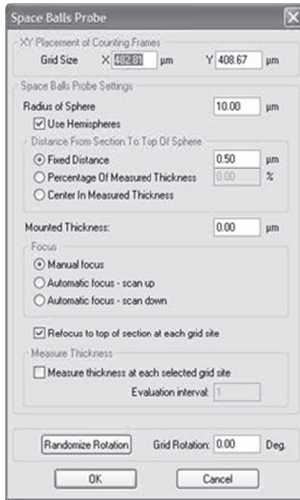 Space Balls Probe
XY Placement of Counting Frames
Grid Size X 482.81 µm Y 408.67 µm
Space Balls Probe Settings
Radius of Sphere 10.00 µm
Use Hemispheres
Distance From Section To Top Of Sphere
Fixed Distance 0.50 µm
Percentage Of Measured Thickness 0.00 %
Center In Measured Thickness
Mounted Thickness: 0.00 µm
Focus
Manual focus
Automatic focus - scan up
Automatic focus - scan down
Refocus to top of section at each grid site
Measure Thickness
Measure thickness at each selected grid site
Evaluation interval: 1
Randomize Rotation Grid Rotation: 0.00 Deg.
OK Cancel